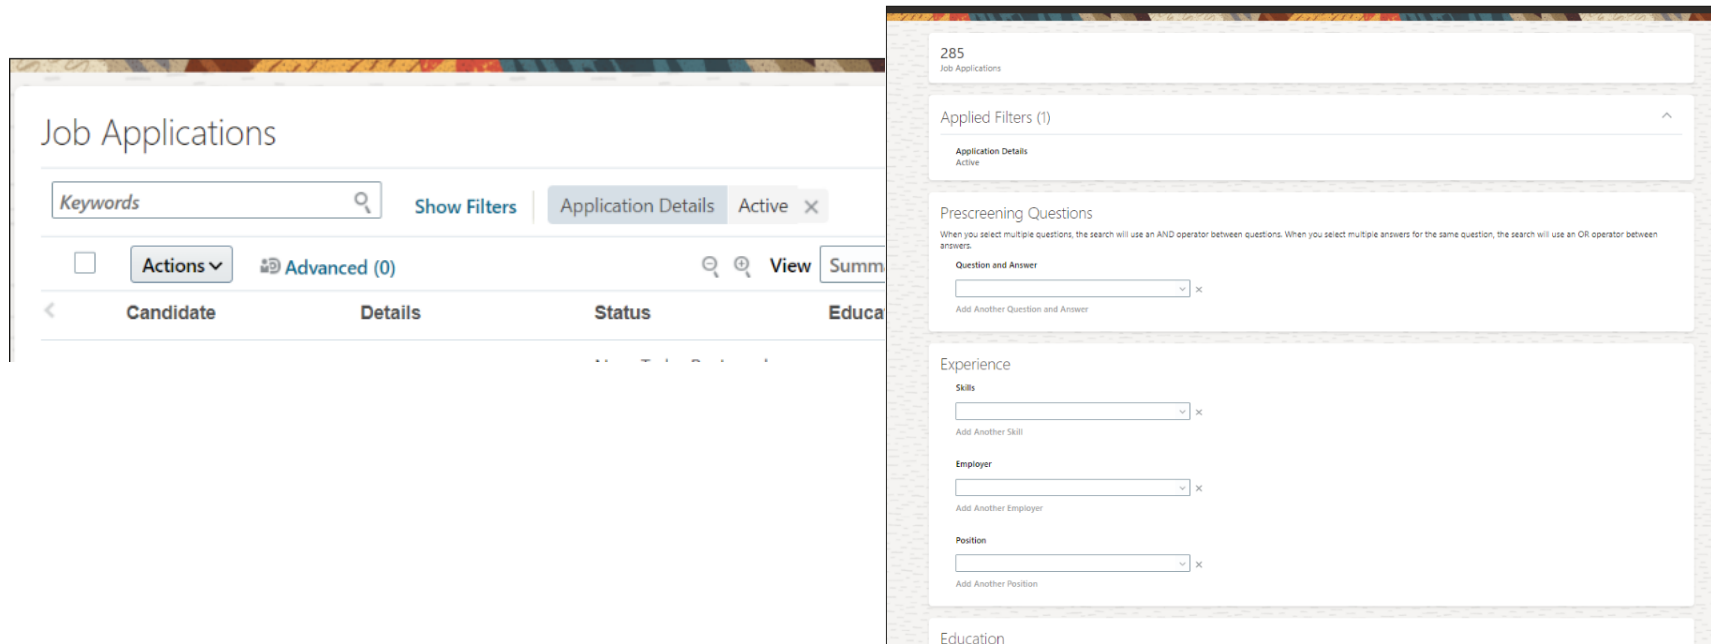 Job Applications
Keywords
Show Filters
Application Details Active
Actions
Advanced (0)
View
Candidate Details Status
285
Job Applications
Applied Filters (1)
Application Details
Active
Prescreening Questions
When you select multiple questions, the search will use an AND operator between questions. When you select multiple answers for the same question, the search will use an OR operator between
answers.
Question and Answer
Add Another Question and Answer
Experience
Skills
Add Another Skill
Employer
Add Another Employer
Position
Add Another Position
Education